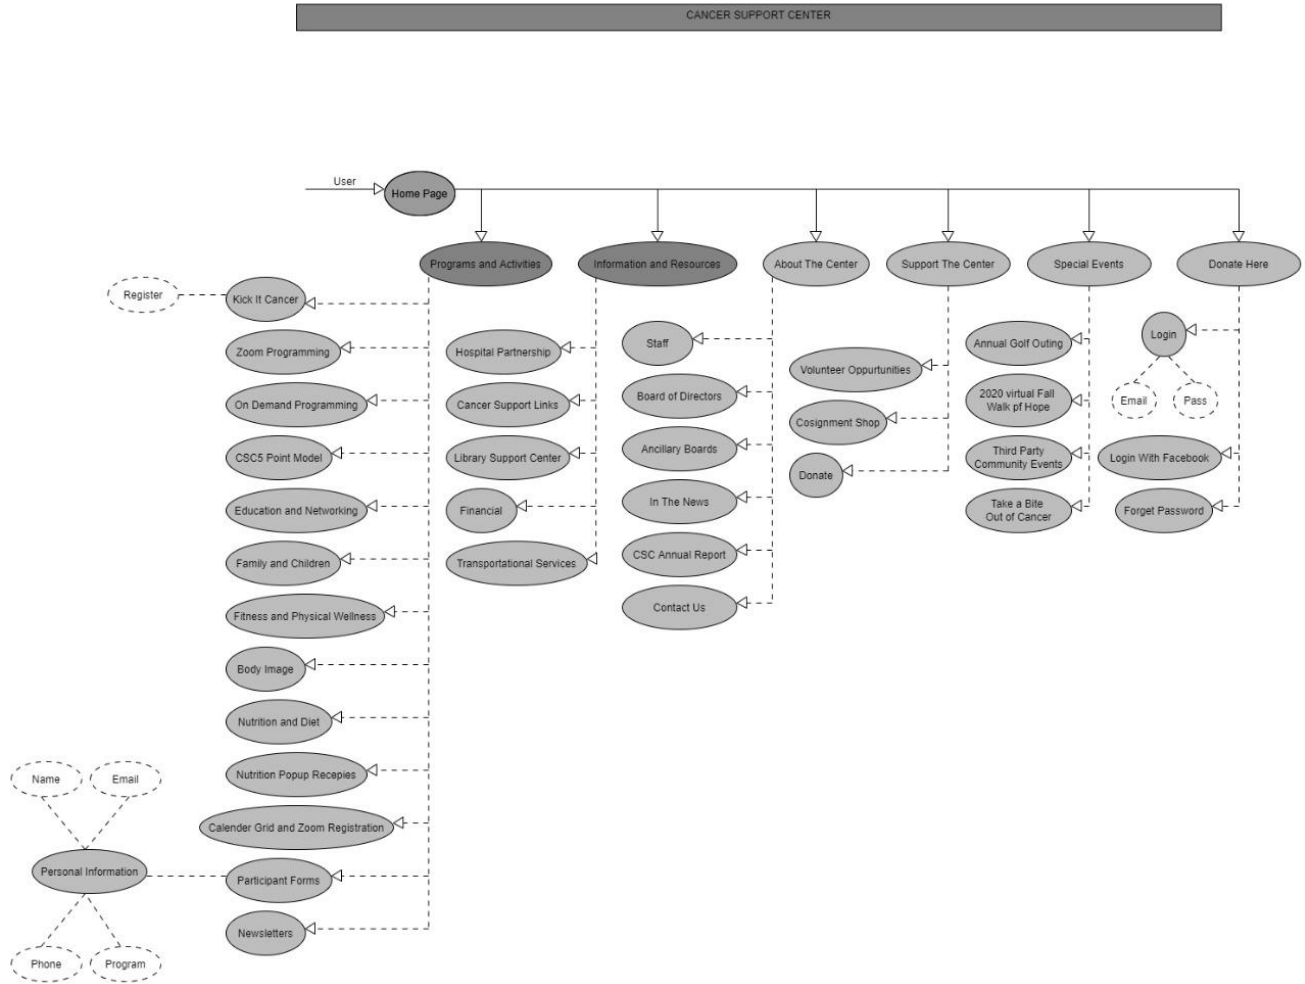 CANCER SUPPORT CENTER
User
Home Page
Programs and Activities
Information and Resources
About The Center
Support The Center
Special Events
Donate Here
Register
Kick It Cancer
Zoom Programming
On Demand Programming
CSC5 Point Model
Education and Networking
Family and Children
Fitness and Physical Wellness
Body Image
Nutrition and Diet
Nutrition Popup Recepies
Calender Grid and Zoom Registration
Participant Forms
Newsletters
Name
Email
Personal Information
Phone
Program
Hospital Partnership
Cancer Support Links
Library Support Center
Financial
Transportational Services
Staff
Board of Directors
Ancillary Boards
In The News
CSC Annual Report
Contact Us
Volunteer Oppurtunities
Cosignment Shop
Donate
Annual Golf Outing
2020 virtual Fall
Walk pf Hope
Third Party
Community Events
Take a Bite
Out of Cancer
Login
Email
Pass
Login With Facebook
Forget Password